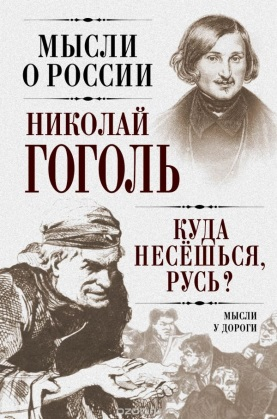 МЫСЛИ
О РОССИИ
НИКОЛАЙ
ГОГОЛЬ
КУДА
НЕСЁШЬСЯ,
РУСЬ?
МЫСЛИ
У ДОРОГИ